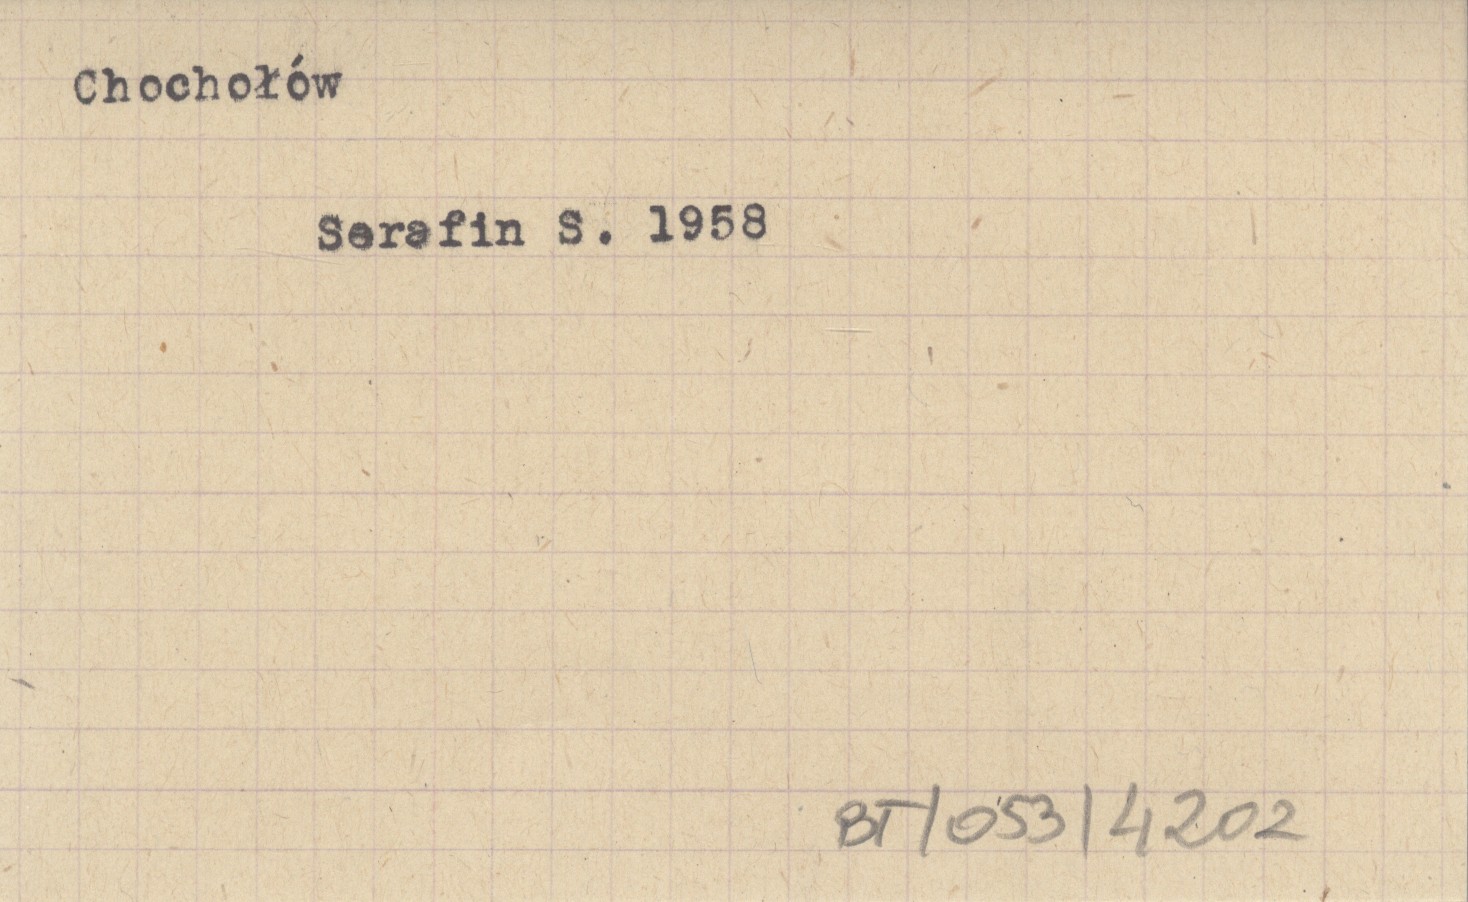 Chochołów
Serafin S. 1958
BT/053/4202